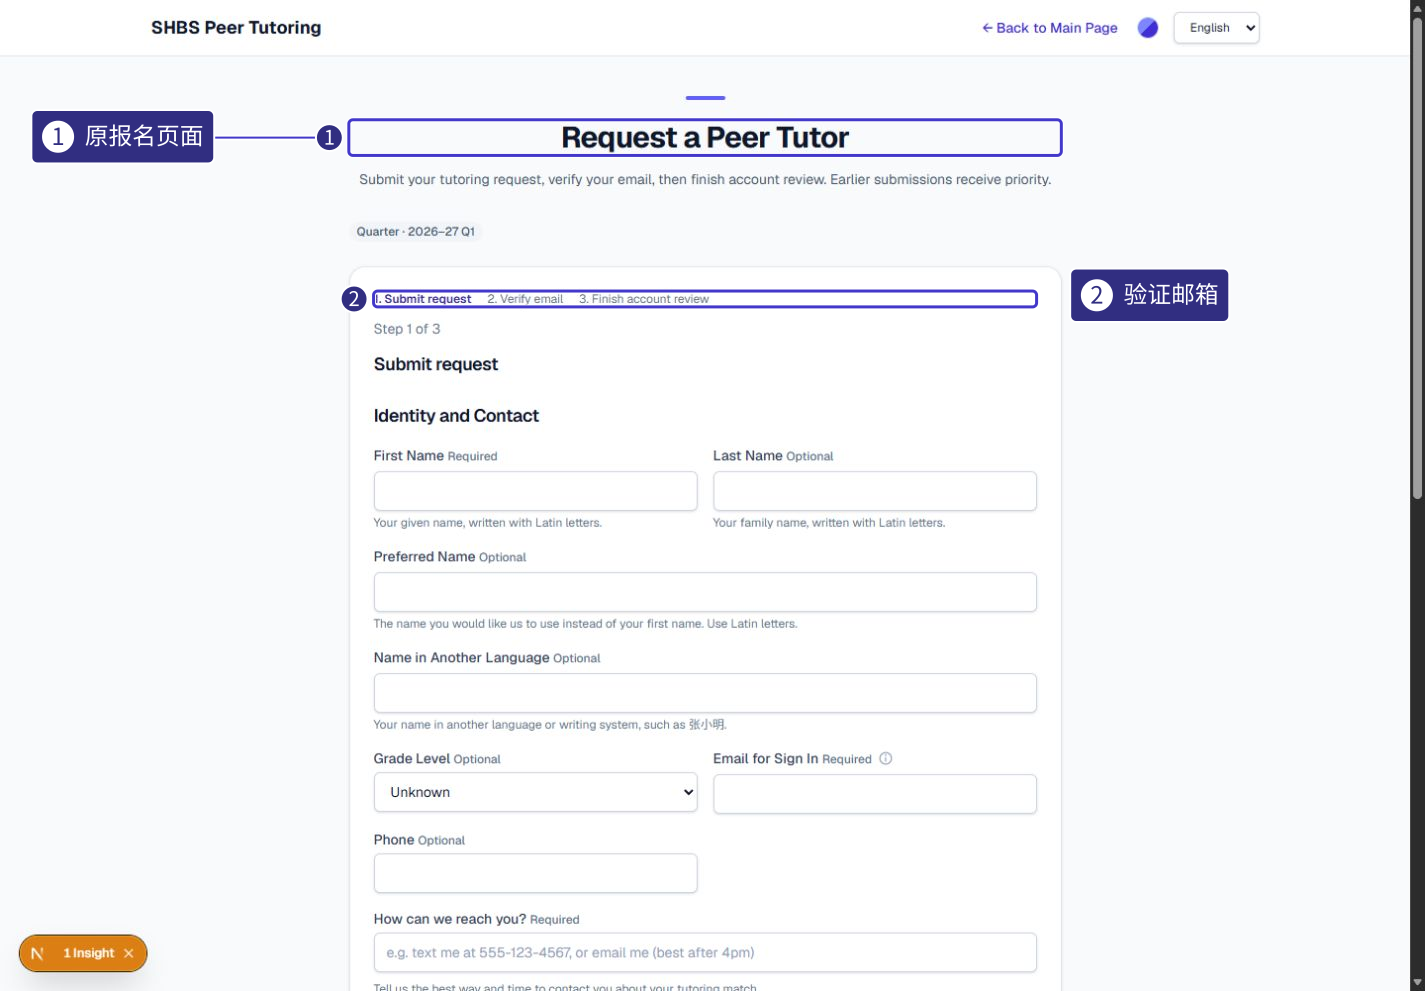 SHBS Peer Tutoring
← Back to Main Page
English
1 原报名页面
1
Request a Peer Tutor
Submit your tutoring request, verify your email, then finish account review. Earlier submissions receive priority.
Quarter · 2026–27 Q1
2
1. Submit request 2. Verify email 3. Finish account review
2 验证邮箱
Step 1 of 3
Submit request
Identity and Contact
First Name Required
Last Name Optional
Your given name, written with Latin letters.
Your family name, written with Latin letters.
Preferred Name Optional
The name you would like us to use instead of your first name. Use Latin letters.
Name in Another Language Optional
Your name in another language or writing system, such as 张小明.
Grade Level Optional
Email for Sign In Required
Unknown
Phone Optional
How can we reach you? Required
e.g. text me at 555-123-4567, or email me (best after 4pm)
Tell us the best way and time to contact you about your tutoring match.
N 1 Insight ×